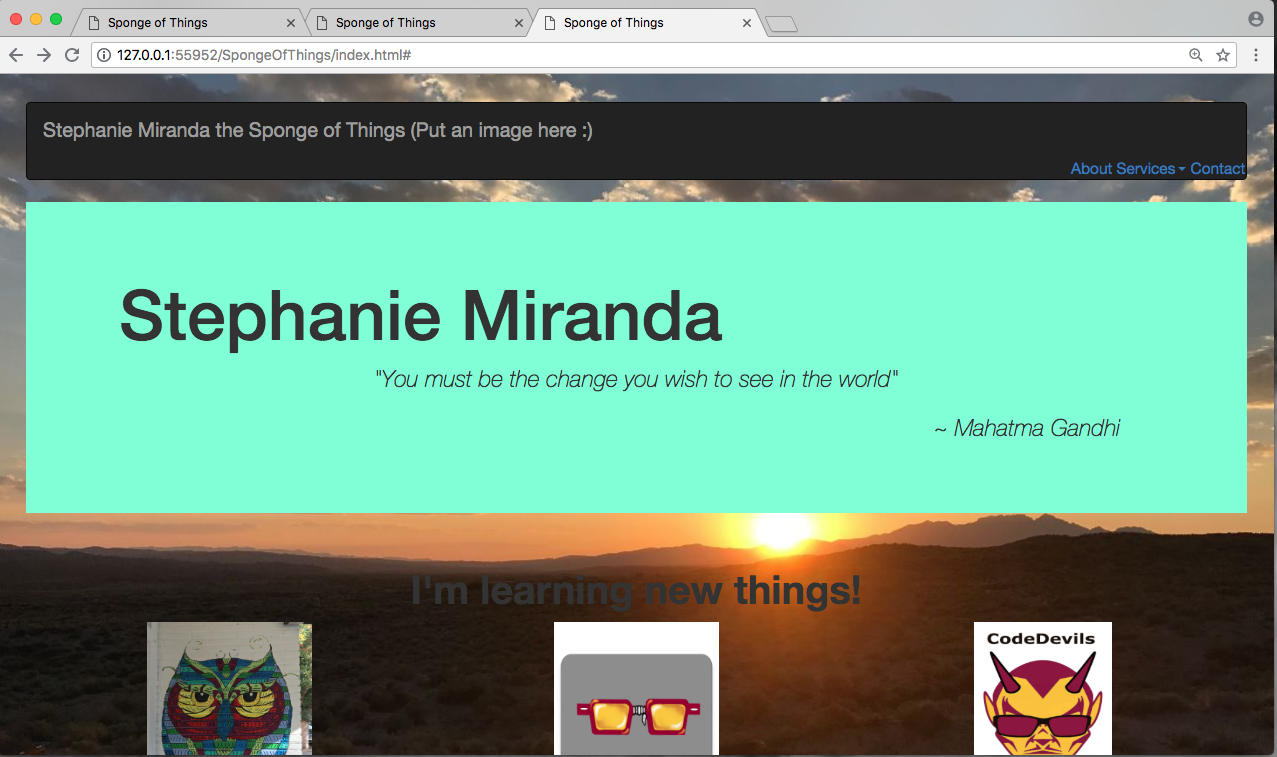 Sponge of Things Sponge of Things Sponge of Things
127.0.0.1:55952/SpongeOfThings/index.html#
Stephanie Miranda the Sponge of Things (Put an image here :)
About Services Contact
Stephanie Miranda
"You must be the change you wish to see in the world"
~ Mahatma Gandhi
I'm learning new things!
CodeDevils